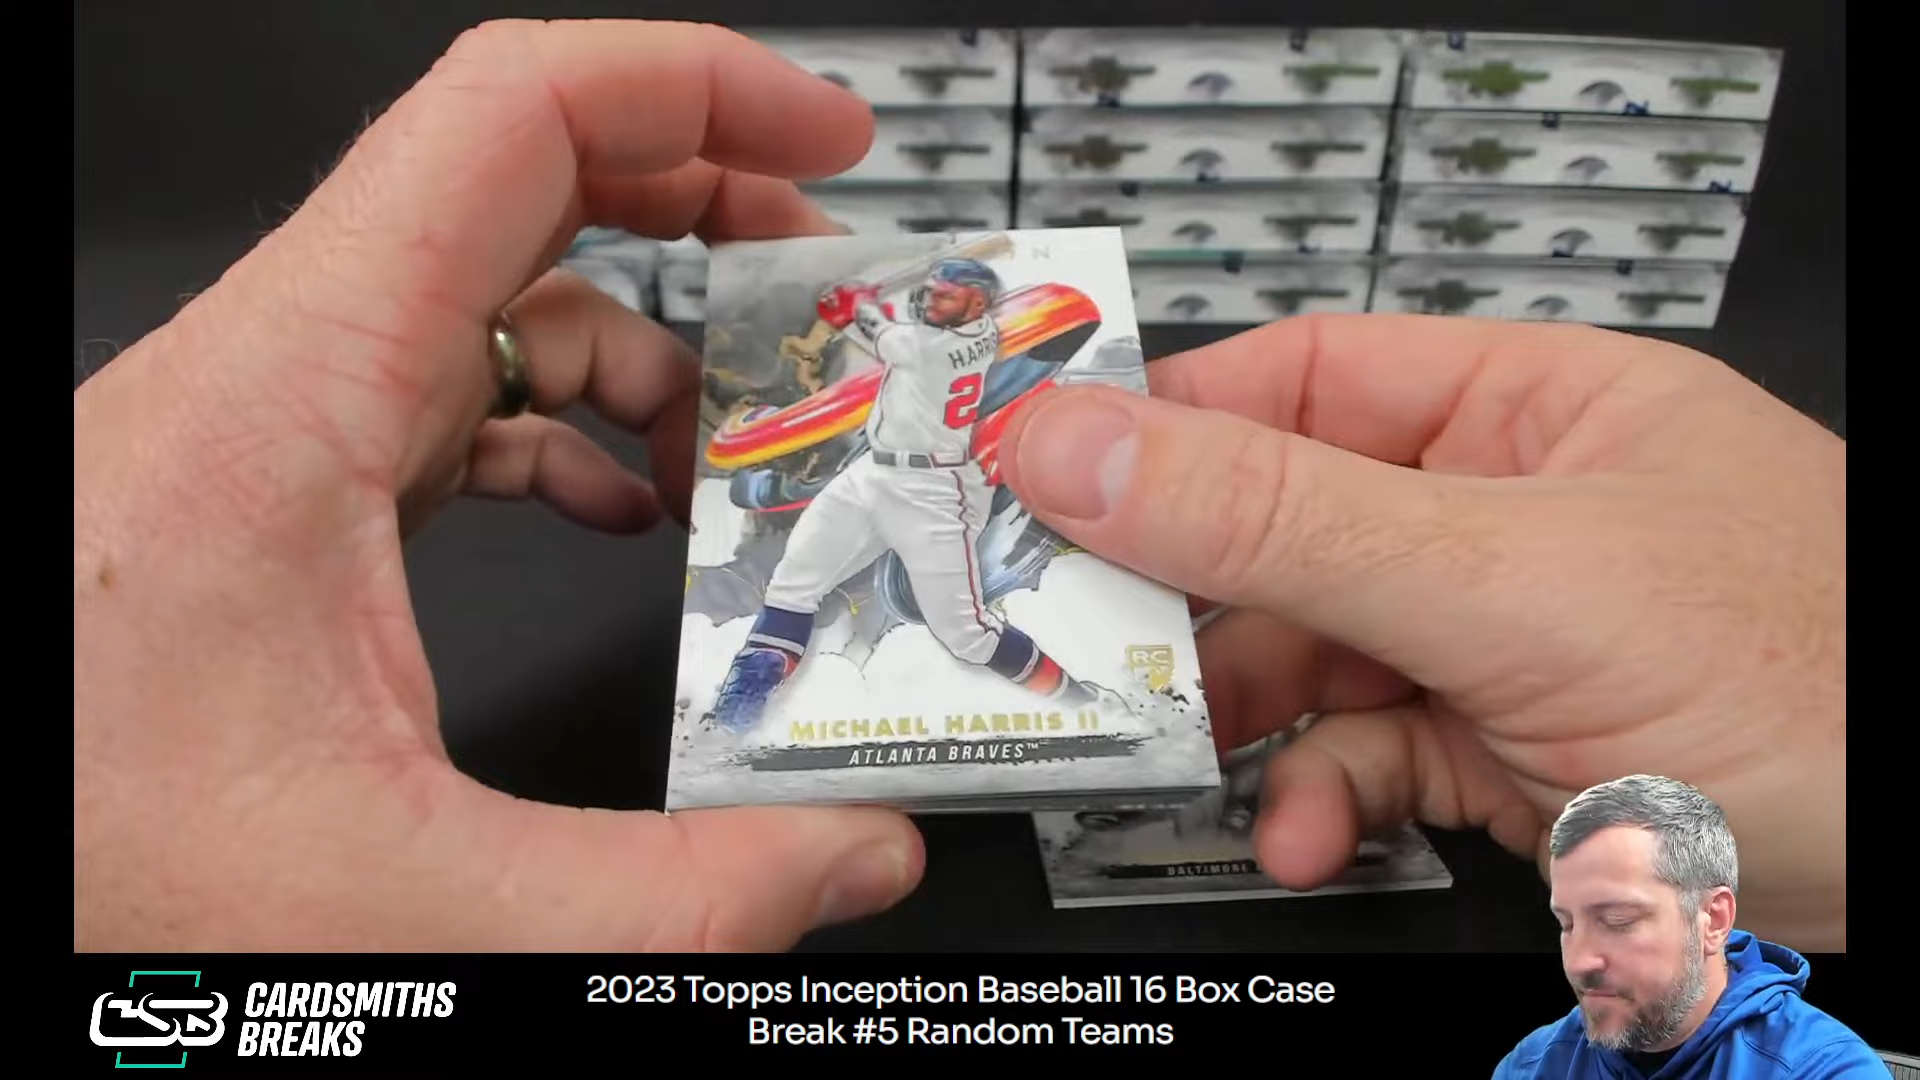 N
HARRIS
2
RC
MICHAEL HARRIS II
ATLANTA BRAVES™
BALTIMORE
CSB CARDSMITHS
BREAKS
2023 Topps Inception Baseball 16 Box Case
Break #5 Random Teams